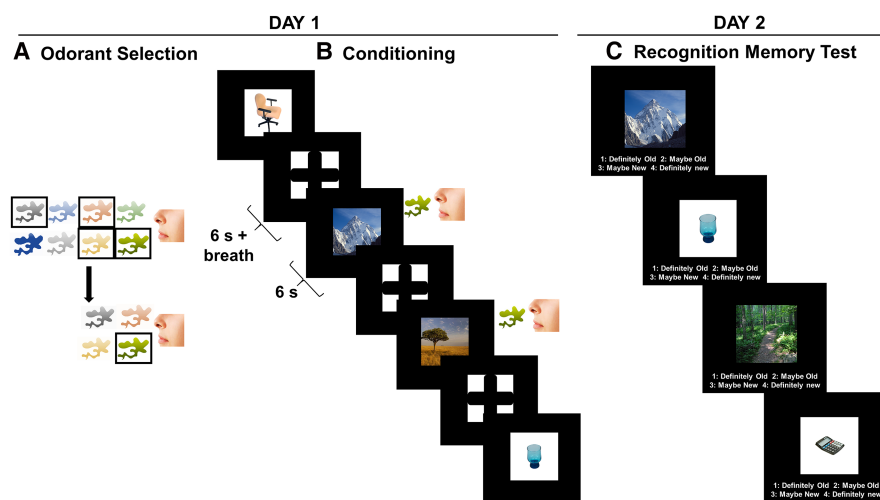 DAY 1
DAY 2
A Odorant Selection
B Conditioning
C Recognition Memory Test
6 s +
breath
6 s
1: Definitely Old 2: Maybe Old
3: Maybe New 4: Definitely new
1: Definitely Old 2: Maybe Old
3: Maybe New 4: Definitely new
1: Definitely Old 2: Maybe Old
3: Maybe New 4: Definitely new
1: Definitely Old 2: Maybe Old
3: Maybe New 4: Definitely new